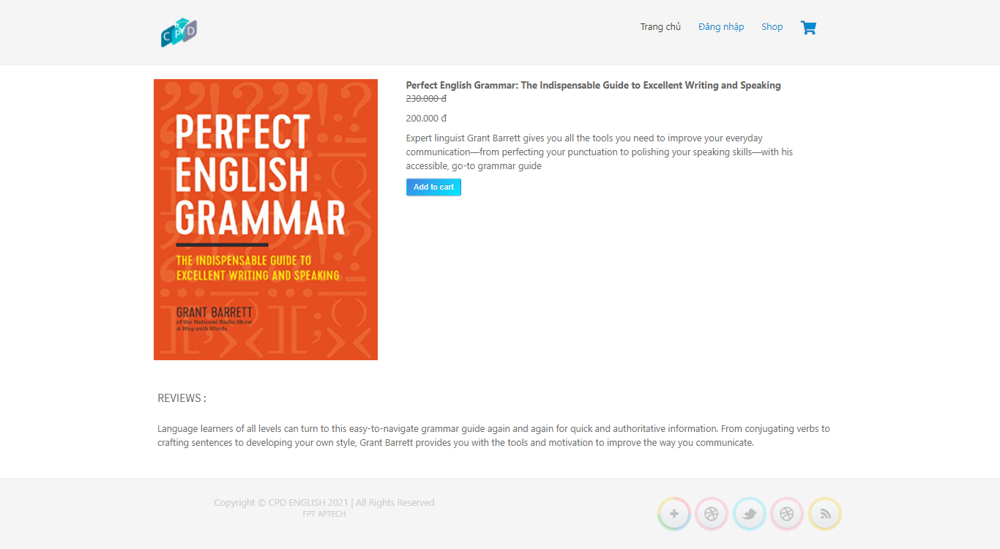 CPD
Trang chủ
Đăng nhập
Shop
PERFECT
ENGLISH
GRAMMAR
THE INDISPENSABLE GUIDE TO
EXCELLENT WRITING AND SPEAKING
GRANT BARRETT
of the National Radio Show
A Way with Words
Perfect English Grammar: The Indispensable Guide to Excellent Writing and Speaking
230.000 đ
200.000 đ
Expert linguist Grant Barrett gives you all the tools you need to improve your everyday
communication—from perfecting your punctuation to polishing your speaking skills—with his
accessible, go-to grammar guide
Add to cart
REVIEWS :
Language learners of all levels can turn to this easy-to-navigate grammar guide again and again for quick and authoritative information. From conjugating verbs to
crafting sentences to developing your own style, Grant Barrett provides you with the tools and motivation to improve the way you communicate.
Copyright © CPD ENGLISH 2021 | All Rights Reserved
FPT APTECH